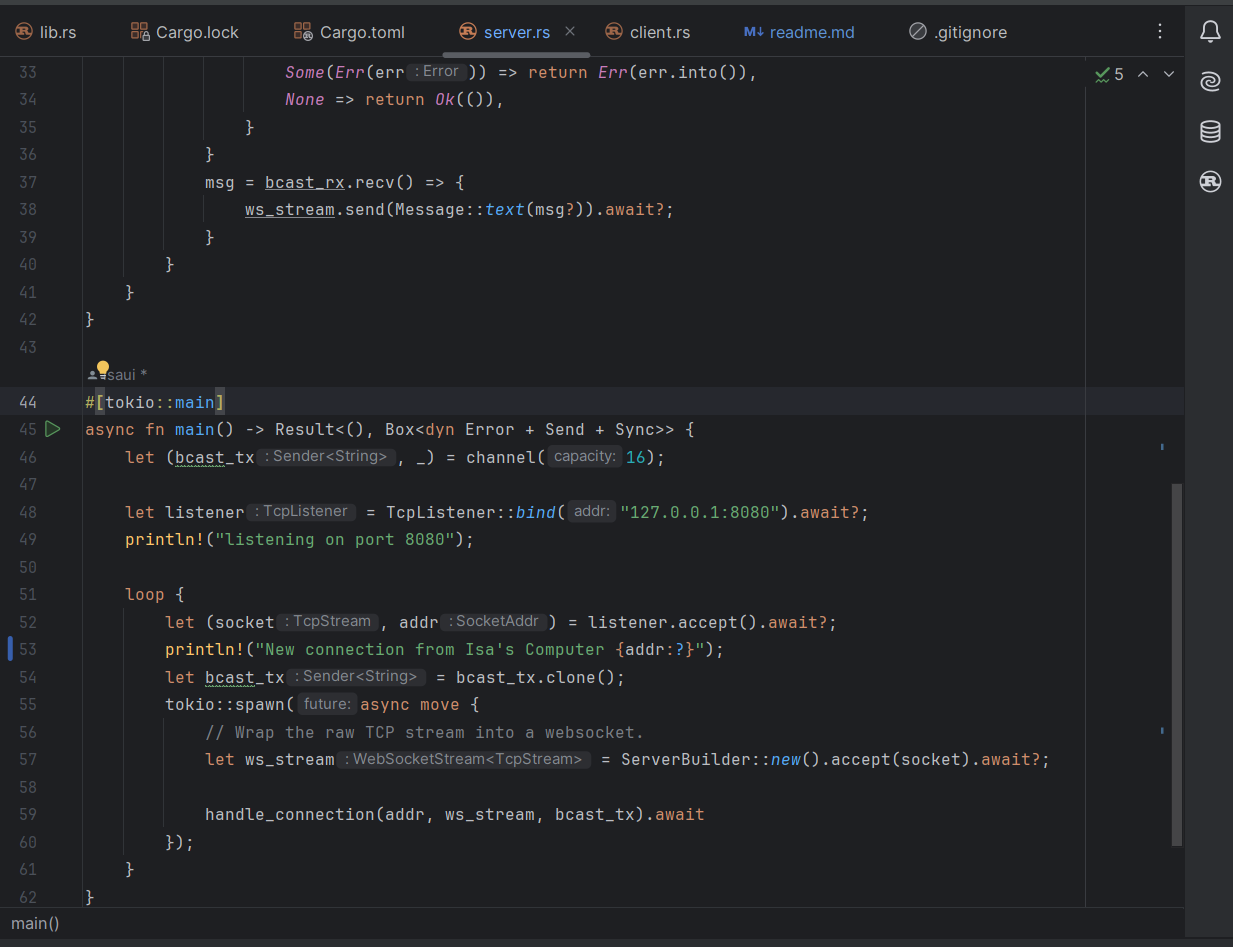 lib.rs Cargo.lock Cargo.toml server.rs client.rs M↓ readme.md .gitignore
33 Some(Err(err : Error )) => return Err(err.into()), 5
34 None => return Ok(()),
35 }
36 }
37 msg = bcast_rx.recv() => {
38 ws_stream.send(Message::text(msg?)).await?;
39 }
40 }
41 }
42 }
43
saui *
44 #[tokio::main]
45 async fn main() -> Result<(), Box<dyn Error + Send + Sync>> {
46 let (bcast_tx : Sender<String> , _) = channel( capacity: 16);
47
48 let listener : TcpListener = TcpListener::bind( addr: "127.0.0.1:8080").await?;
49 println!("listening on port 8080");
50
51 loop {
52 let (socket : TcpStream , addr : SocketAddr ) = listener.accept().await?;
53 println!("New connection from Isa's Computer {addr:?}");
54 let bcast_tx : Sender<String> = bcast_tx.clone();
55 tokio::spawn( future: async move {
56 // Wrap the raw TCP stream into a websocket.
57 let ws_stream : WebSocketStream<TcpStream> = ServerBuilder::new().accept(socket).await?;
58
59 handle_connection(addr, ws_stream, bcast_tx).await
60 });
61 }
62 }
main()